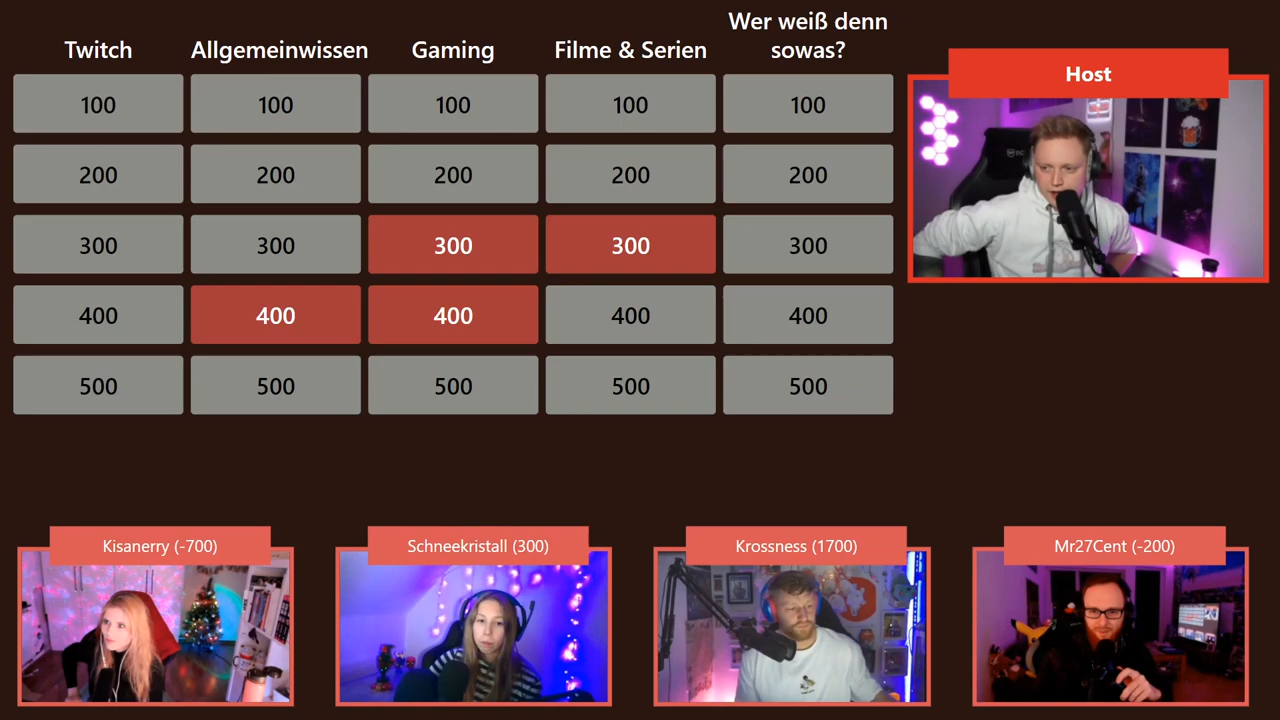 Wer weiß denn
Twitch Allgemeinwissen Gaming Filme & Serien sowas?
Host
100 100 100 100 100
200 200 200 200 200
300 300 300 300 300
400 400 400 400 400
500 500 500 500 500
Kisanerry (-700) Schneekristall (300) Krossness (1700) Mr27Cent (-200)